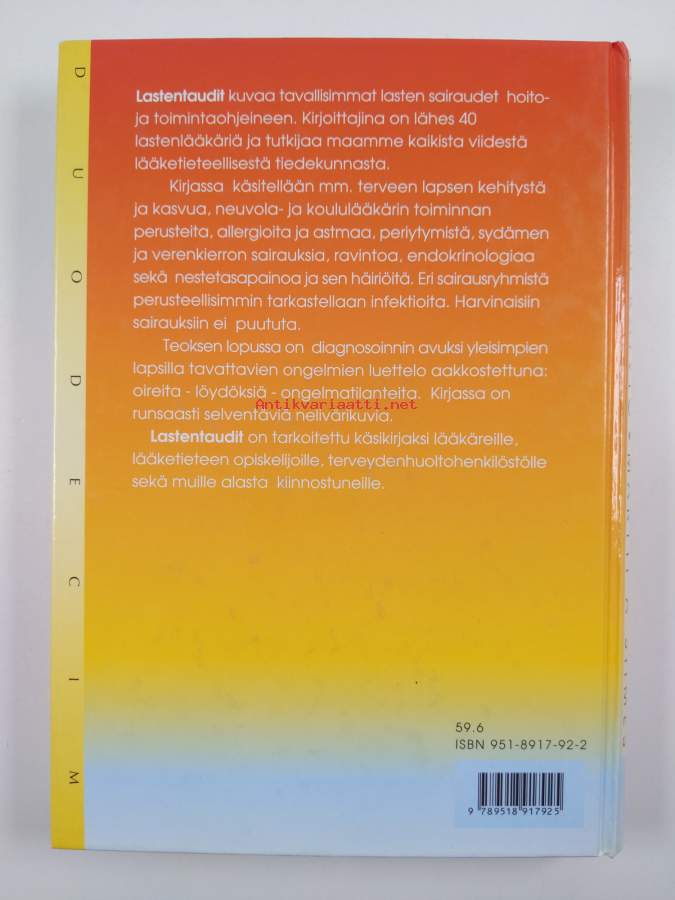 DUODECIM
Lastentaudit kuvaa tavallisimmat lasten sairaudet hoito-
ja toimintaohjeineen. Kirjoittajina on lähes 40
lastenlääkäriä ja tutkijaa maamme kaikista viidestä
lääketieteellisestä tiedekunnasta.
Kirjassa käsitellään mm. terveen lapsen kehitystä
ja kasvua, neuvola- ja koululääkärin toiminnan
perusteita, allergioita ja astmaa, periytymistä, sydämen
ja verenkierron sairauksia, ravintoa, endokrinologiaa
sekä nestetasapainoa ja sen häiriöitä. Eri sairausryhmistä
perusteellisimmin tarkastellaan infektioita. Harvinaisiin
sairauksiin ei puututa.
Teoksen lopussa on diagnosoinnin avuksi yleisimpien
lapsilla tavattavien ongelmien luettelo aakkostettuna:
oireita - löydöksiä - ongelmatilanteita. Kirjassa on
Antikvariaatti.net
runsaasti selventäviä nelivärikuvia.
Lastentaudit on tarkoitettu käsikirjaksi lääkäreille,
lääketieteen opiskelijoille, terveydenhuoltohenkilöstölle
sekä muille alasta kiinnostuneille.
59.6
ISBN 951-8917-92-2
9 789518 917925